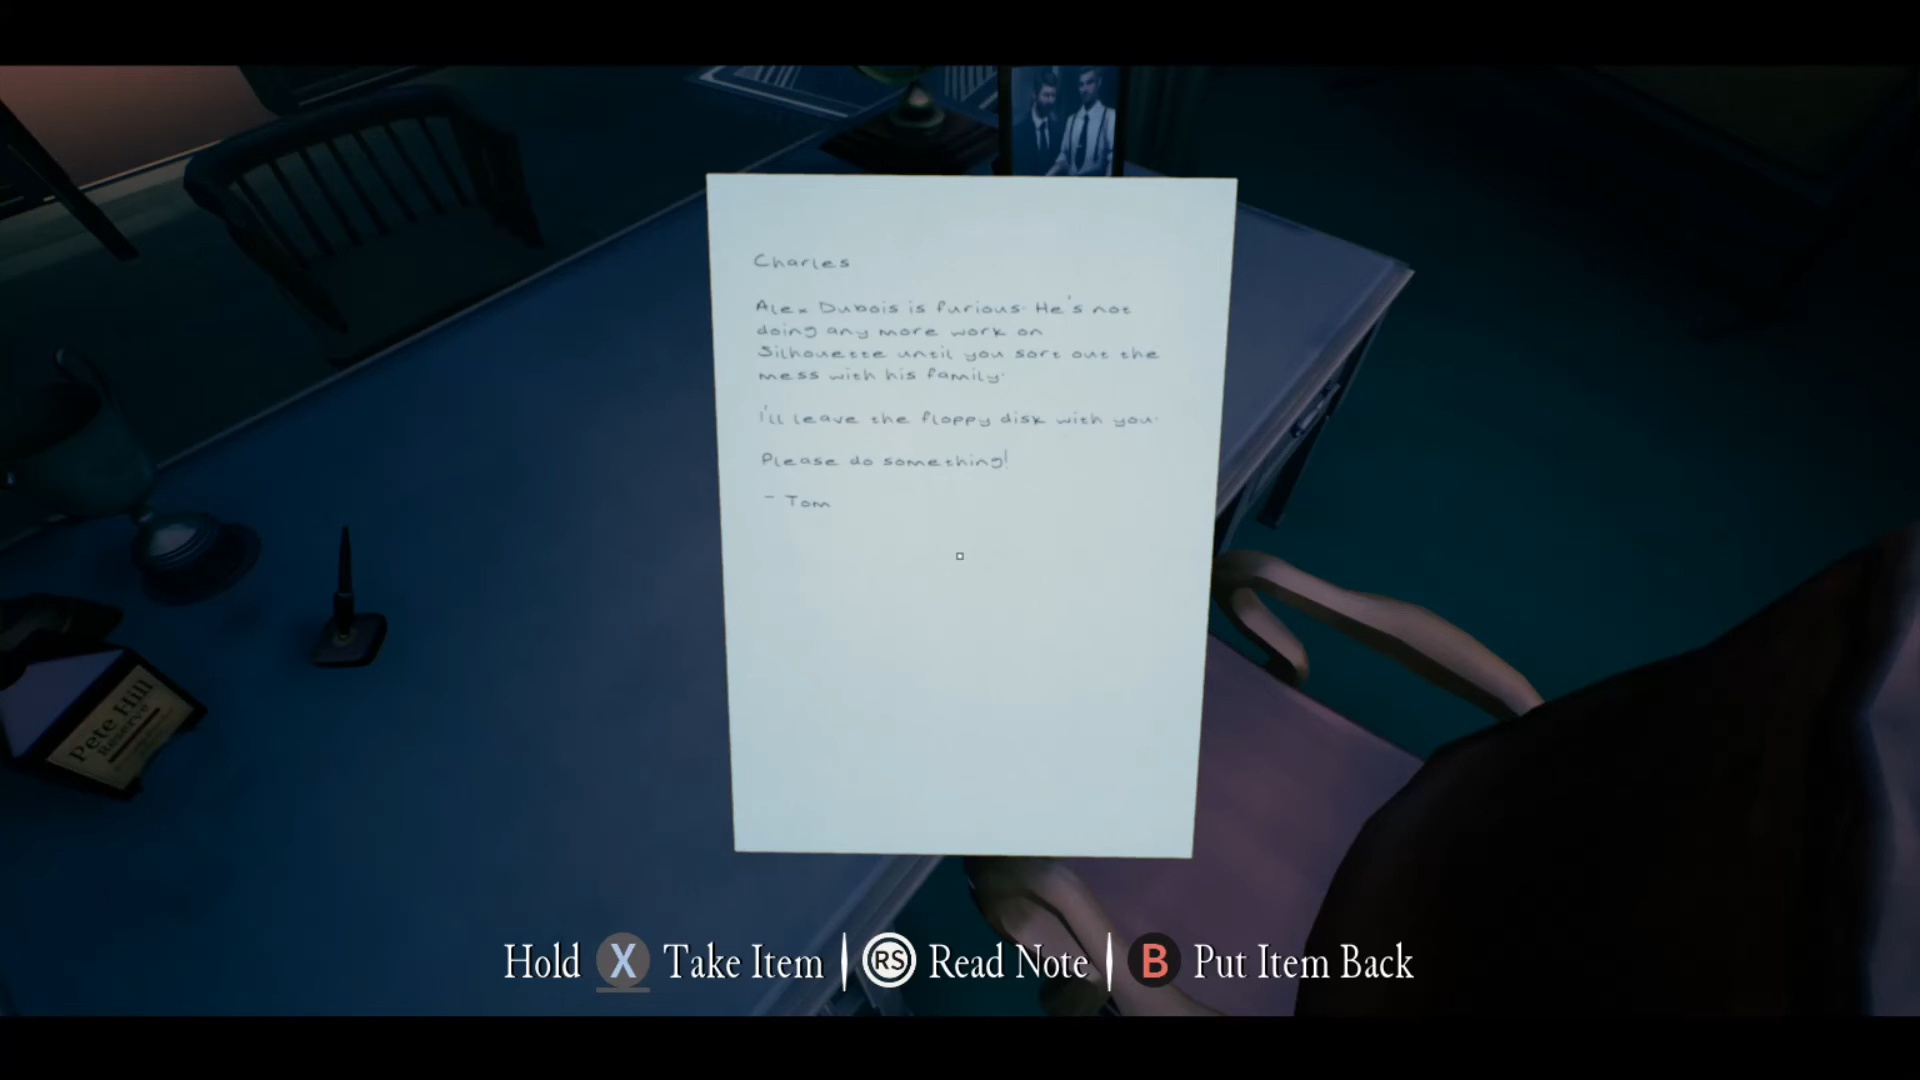 Charles
Alex Dubois is furious. He's not
doing any more work on
Silhouette until you sort out the
mess with his family.
I'll leave the floppy disk with you.
Please do something!
- Tom
Pete Hill
Reserve
Hold X Take Item | RS Read Note | B Put Item Back